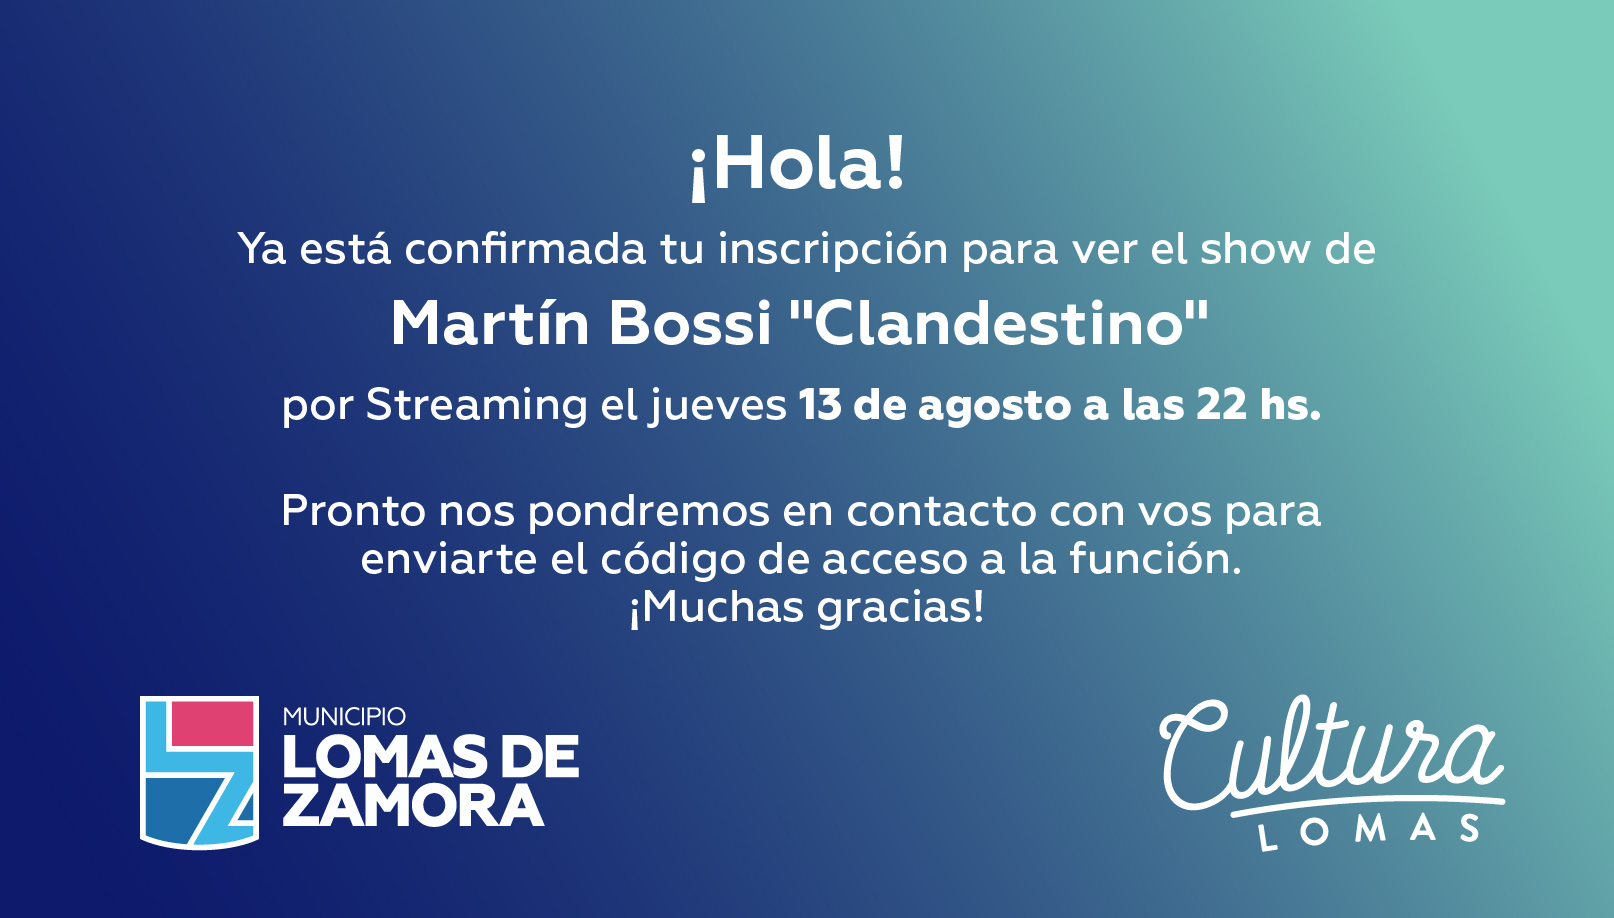 ¡Hola!
Ya está confirmada tu inscripción para ver el show de
Martín Bossi "Clandestino"
por Streaming el jueves 13 de agosto a las 22 hs.
Pronto nos pondremos en contacto con vos para
enviarte el código de acceso a la función.
¡Muchas gracias!
MUNICIPIO
LOMAS DE
ZAMORA
Cultura
LOMAS